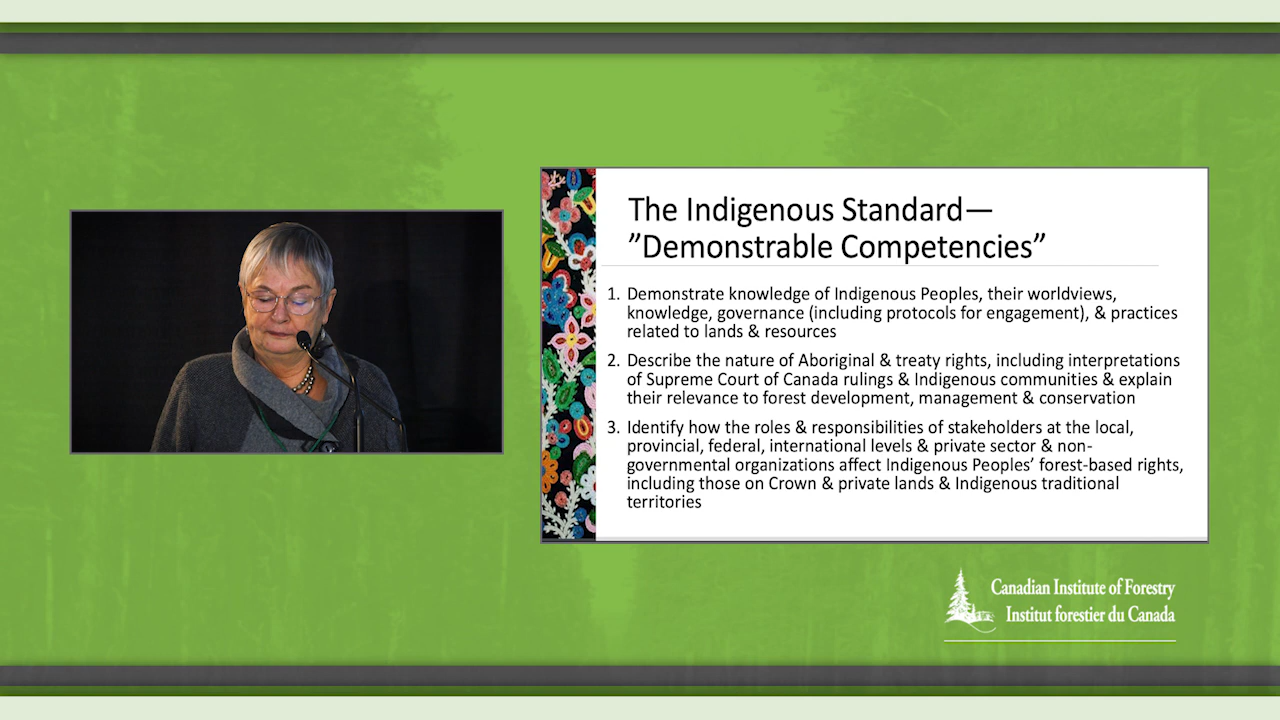 The Indigenous Standard—
”Demonstrable Competencies”
1. Demonstrate knowledge of Indigenous Peoples, their worldviews,
knowledge, governance (including protocols for engagement), & practices
related to lands & resources
2. Describe the nature of Aboriginal & treaty rights, including interpretations
of Supreme Court of Canada rulings & Indigenous communities & explain
their relevance to forest development, management & conservation
3. Identify how the roles & responsibilities of stakeholders at the local,
provincial, federal, international levels & private sector & non-
governmental organizations affect Indigenous Peoples’ forest-based rights,
including those on Crown & private lands & Indigenous traditional
territories
Canadian Institute of Forestry
Institut forestier du Canada